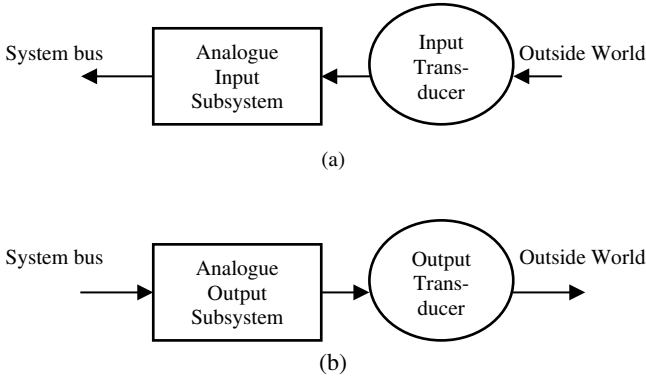 System bus
Analogue
Input
Subsystem
Input
Trans-
ducer
Outside World
(a)
System bus
Analogue
Output
Subsystem
Output
Trans-
ducer
Outside World
(b)